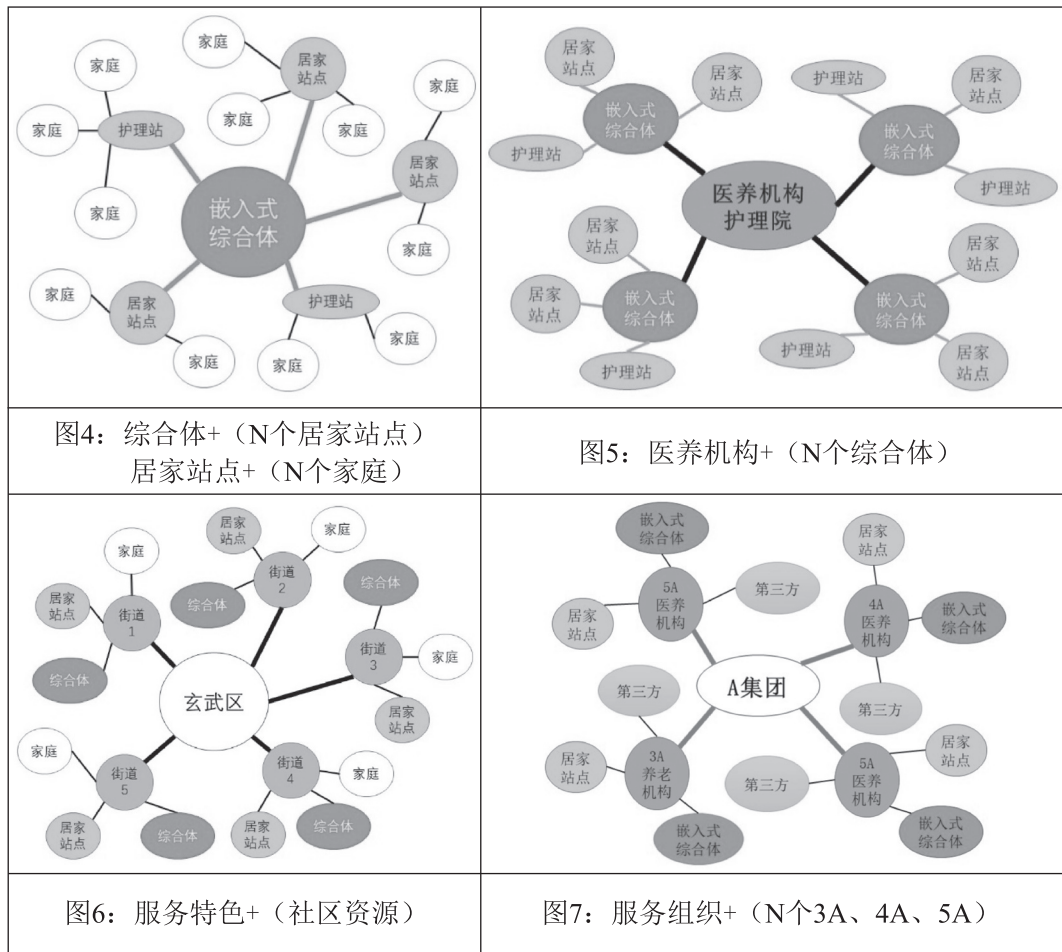 家庭
居家
站点
家庭
家庭
家庭
家庭
护理站
家庭
家庭
家庭
居家
站点
家庭
嵌入式
综合体
家庭
居家
站点
家庭
护理站
家庭
家庭
图4：综合体+（N个居家站点）
居家站点+（N个家庭）
居家
站点
居家
站点
嵌入式
综合体
护理站
护理站
居家
站点
嵌入式
综合体
护理站
医养机构
护理院
居家
站点
居家
站点
嵌入式
综合体
护理站
居家
站点
嵌入式
综合体
护理站
居家
站点
图5：医养机构+（N个综合体）
家庭
居家
站点
街道
1
综合体
居家
站点
家庭
街道
2
综合体
综合体
街道
3
家庭
居家
站点
玄武区
家庭
街道
5
居家
站点
综合体
街道
4
家庭
居家
站点
综合体
图6：服务特色+（社区资源）
嵌入式
综合体
5A
医养
机构
第三方
居家
站点
居家
站点
4A
医养
机构
嵌入式
综合体
第三方
A集团
第三方
居家
站点
3A
养老
机构
嵌入式
综合体
第三方
5A
医养
机构
居家
站点
嵌入式
综合体
图7：服务组织+（N个3A、4A、5A）